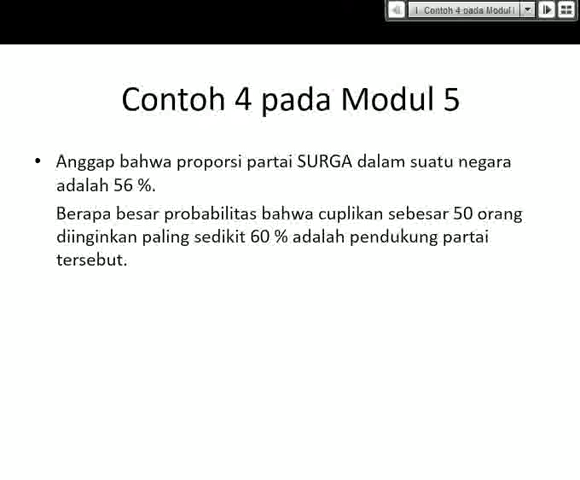 1. Contoh 4 pada Modul 5
Contoh 4 pada Modul 5
• Anggap bahwa proporsi partai SURGA dalam suatu negara
adalah 56 %.
Berapa besar probabilitas bahwa cuplikan sebesar 50 orang
diinginkan paling sedikit 60 % adalah pendukung partai
tersebut.